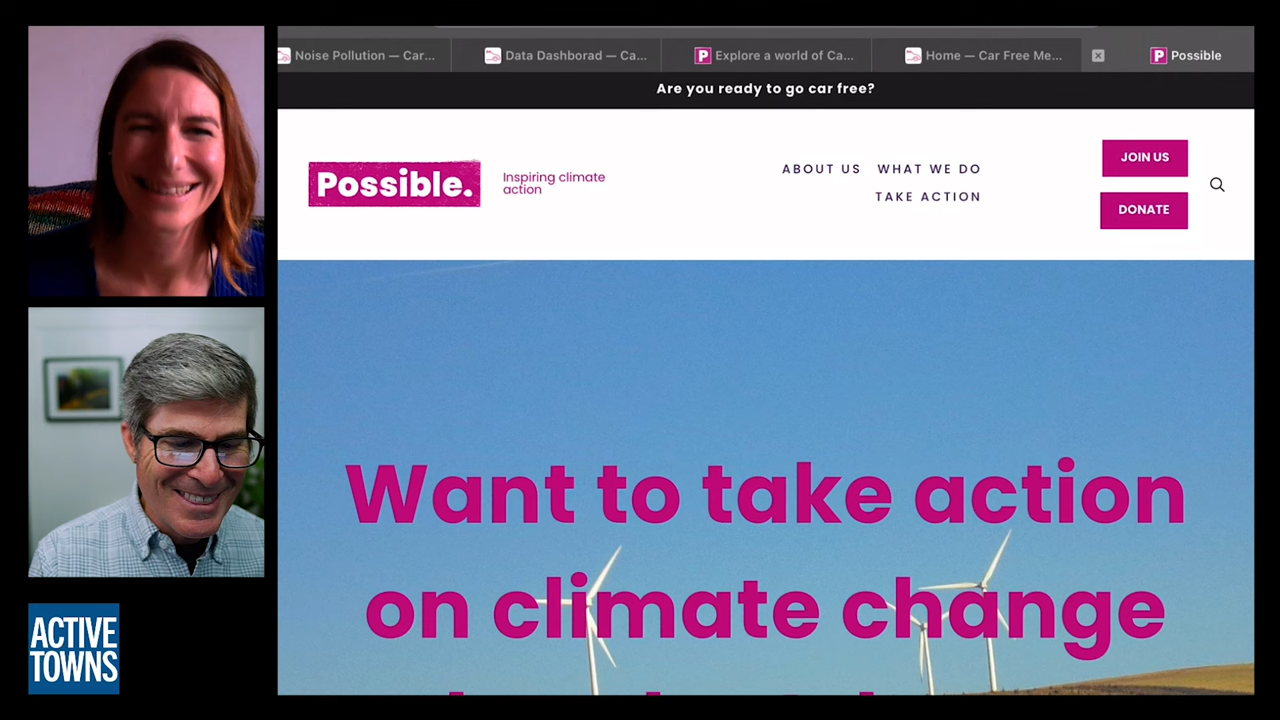 Noise Pollution — Car...
Data Dashborad — Ca...
Explore a world of Ca...
Home — Car Free Me...
Possible
Are you ready to go car free?
Possible.
Inspiring climate
action
ABOUT US WHAT WE DO
TAKE ACTION
JOIN US
DONATE
Want to take action
on climate change
ACTIVE
TOWNS